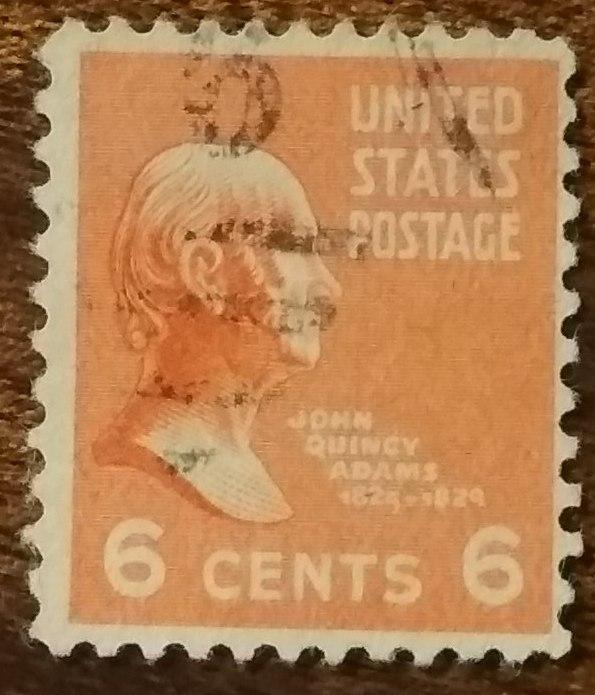 UNITED
STATES
POSTAGE
JOHN
QUINCY
ADAMS
1825-1829
6 CENTS 6